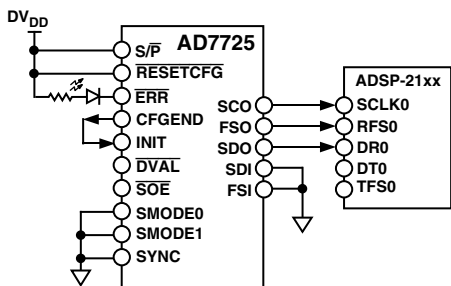 DVDD
AD7725
S/P
RESETCFG
ERR
CFGEND
INIT
DVAL
SOE
SMODE0
SMODE1
SYNC
SCO
FSO
SDO
SDI
FSI
ADSP-21xx
SCLK0
RFS0
DR0
DT0
TFS0